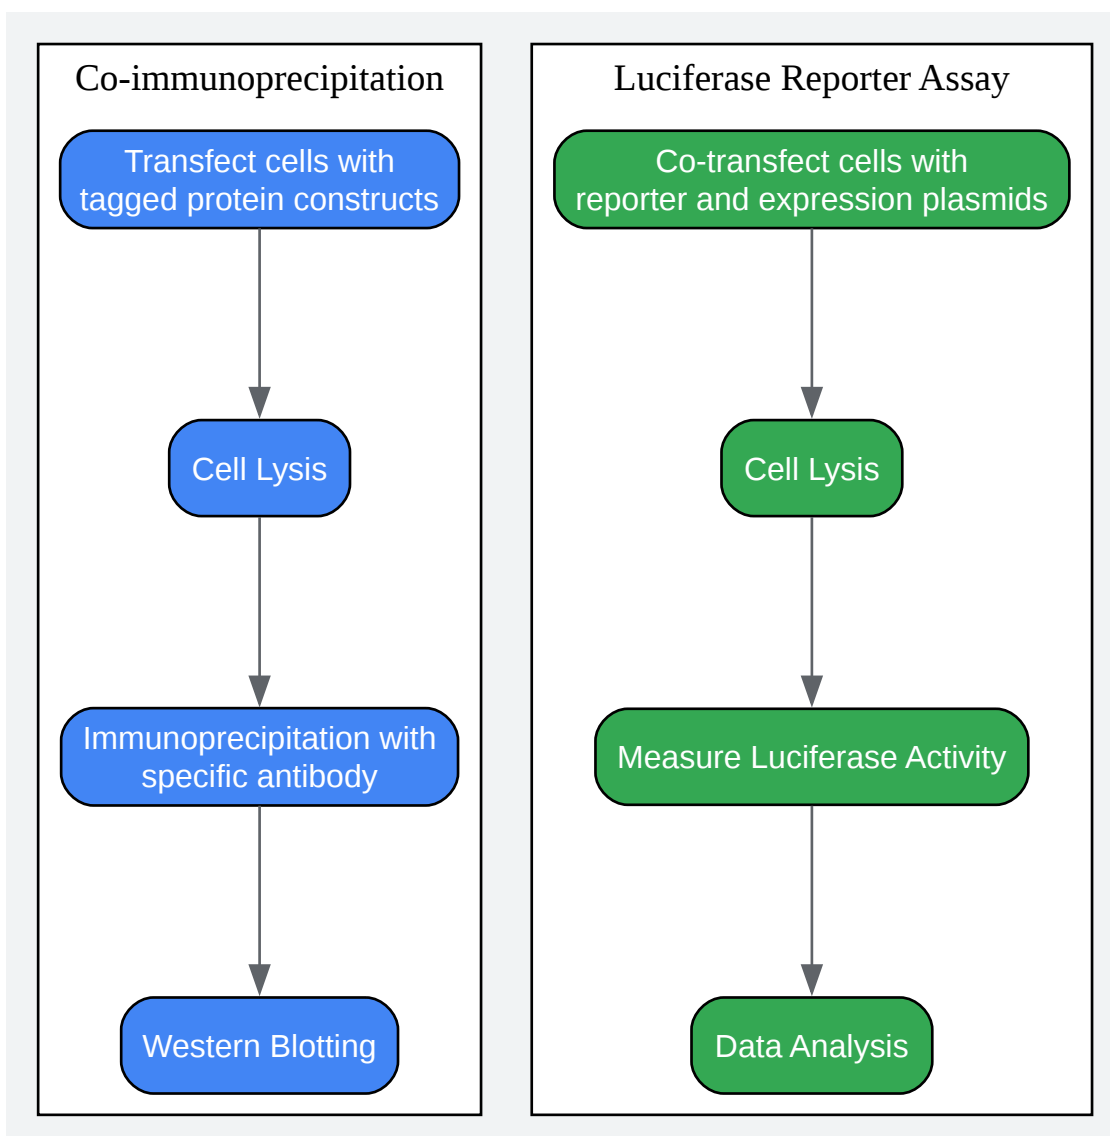 Co-immunoprecipitation
Transfect cells with
tagged protein constructs
Cell Lysis
Immunoprecipitation with
specific antibody
Western Blotting
Luciferase Reporter Assay
Co-transfect cells with
reporter and expression plasmids
Cell Lysis
Measure Luciferase Activity
Data Analysis